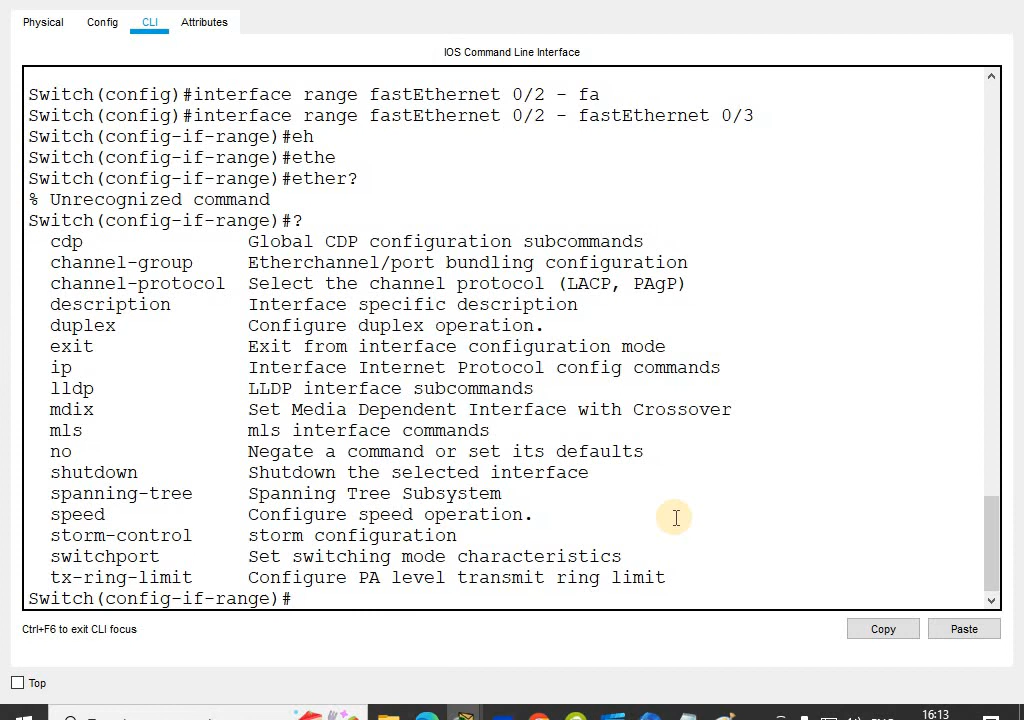 Physical Config CLI Attributes
IOS Command Line Interface
Switch(config)#interface range fastEthernet 0/2 - fa
Switch(config)#interface range fastEthernet 0/2 - fastEthernet 0/3
Switch(config-if-range)#eh
Switch(config-if-range)#ethe
Switch(config-if-range)#ether?
% Unrecognized command
Switch(config-if-range)#?
cdp Global CDP configuration subcommands
channel-group Etherchannel/port bundling configuration
channel-protocol Select the channel protocol (LACP, PAgP)
description Interface specific description
duplex Configure duplex operation.
exit Exit from interface configuration mode
ip Interface Internet Protocol config commands
lldp LLDP interface subcommands
mdix Set Media Dependent Interface with Crossover
mls mls interface commands
no Negate a command or set its defaults
shutdown Shutdown the selected interface
spanning-tree Spanning Tree Subsystem
speed Configure speed operation.
storm-control storm configuration
switchport Set switching mode characteristics
tx-ring-limit Configure PA level transmit ring limit
Switch(config-if-range)#
Ctrl+F6 to exit CLI focus
Copy Paste
Top
16:13